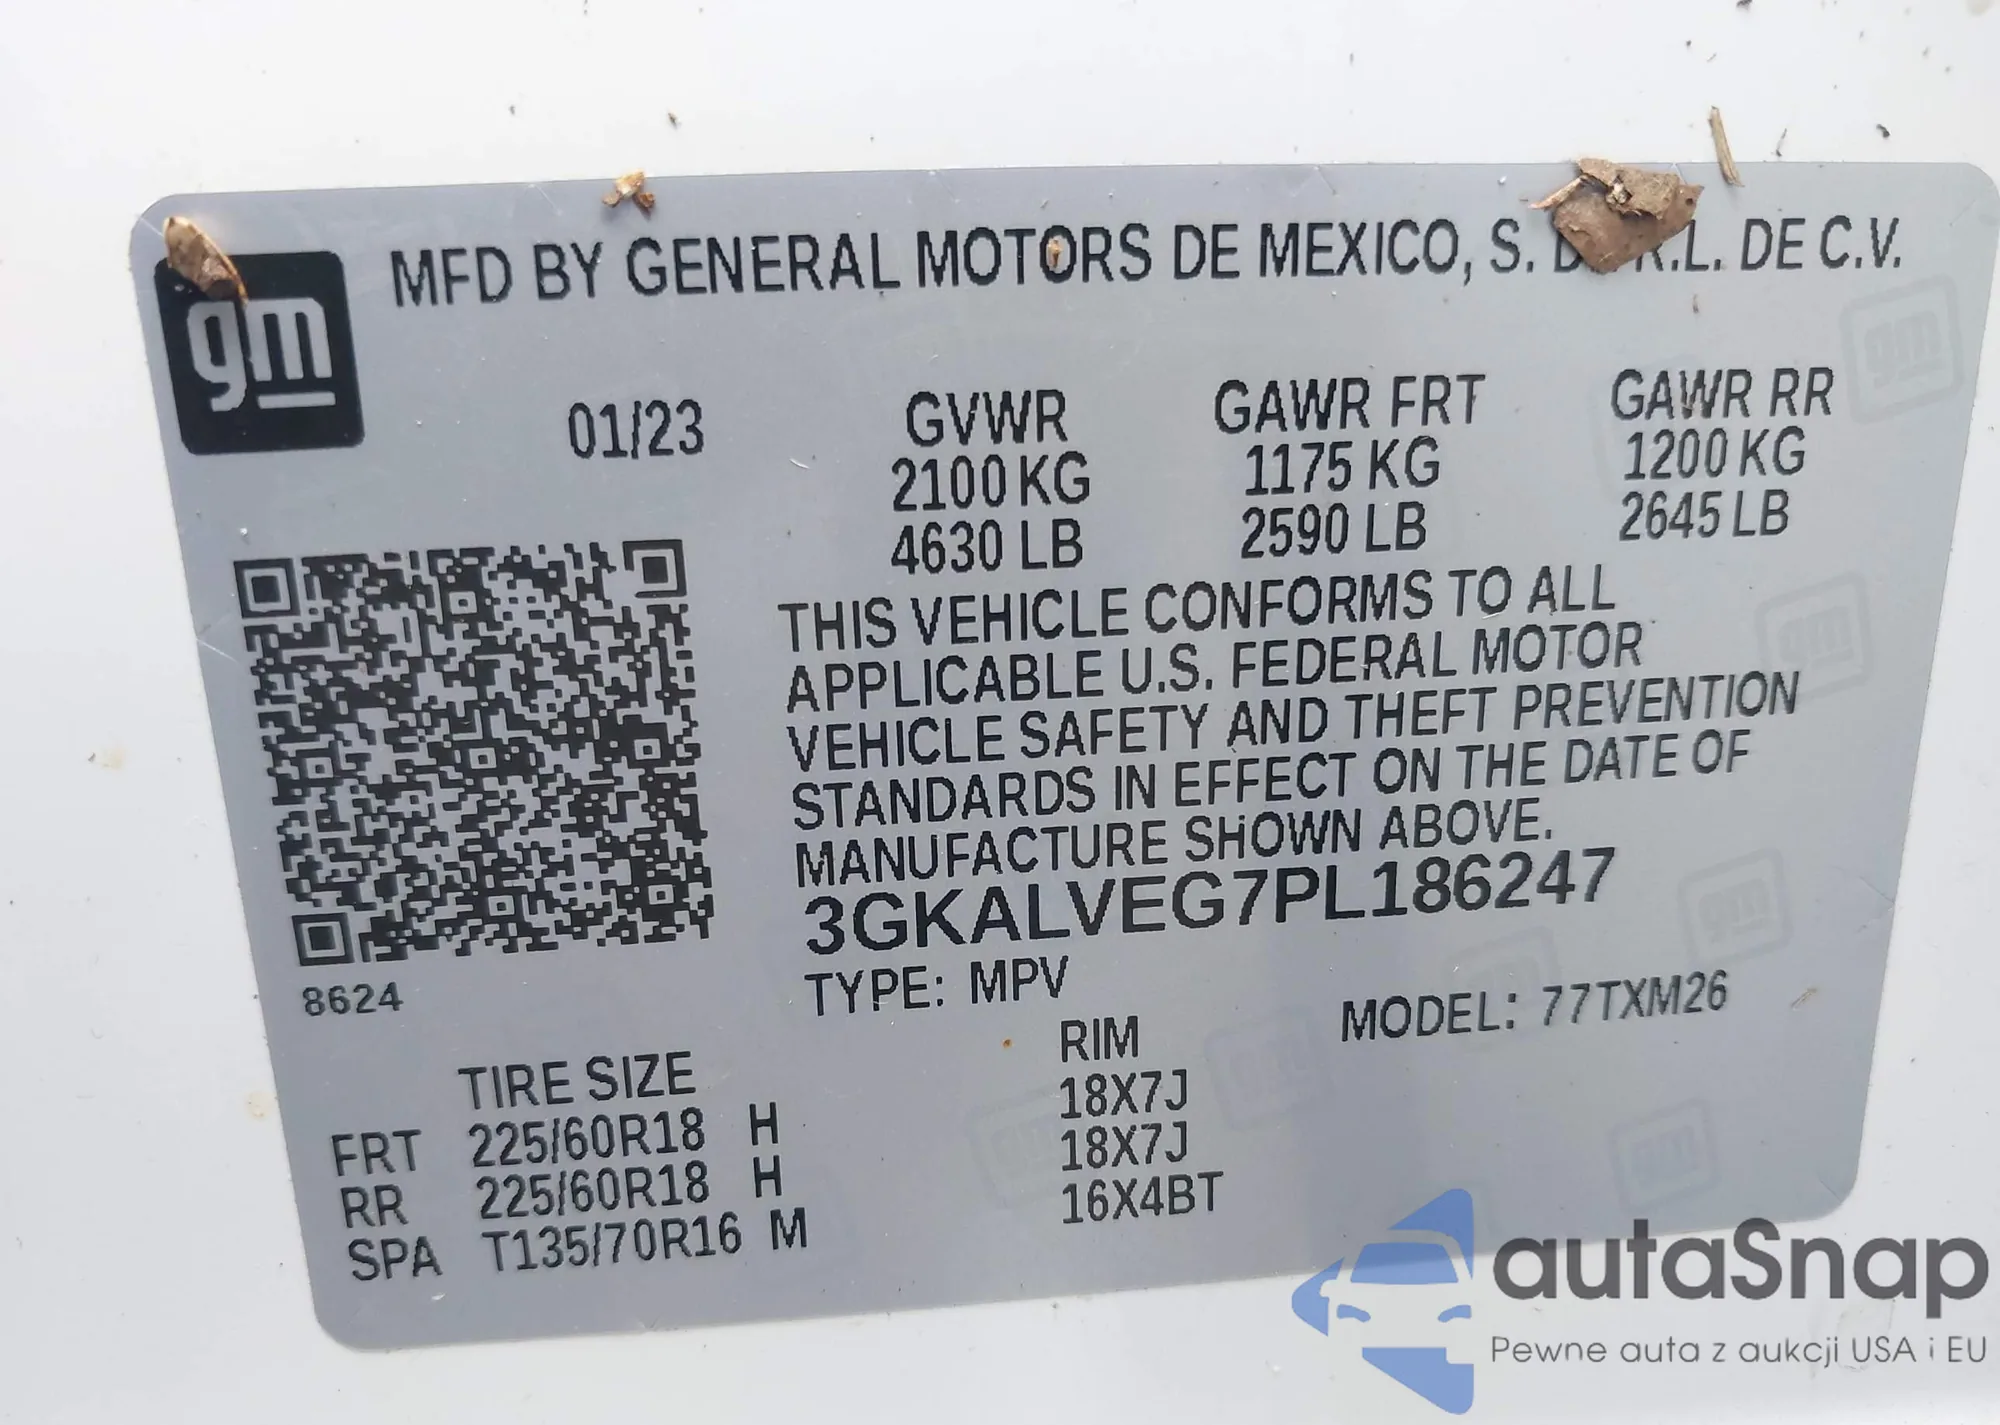 MFD BY GENERAL MOTORS DE MEXICO, S. DE R.L. DE C.V.
gm
01/23
GVWR GAWR FRT GAWR RR
2100 KG 1175 KG 1200 KG
4630 LB 2590 LB 2645 LB
THIS VEHICLE CONFORMS TO ALL
APPLICABLE U.S. FEDERAL MOTOR
VEHICLE SAFETY AND THEFT PREVENTION
STANDARDS IN EFFECT ON THE DATE OF
MANUFACTURE SHOWN ABOVE.
3GKALVEG7PL186247
8624
TYPE: MPV MODEL: 77TXM26
TIRE SIZE RIM
FRT 225/60R18 H 18X7J
RR 225/60R18 H 18X7J
SPA T135/70R16 M 16X4BT
autaSnap
Pewne auta z aukcji USA i EU